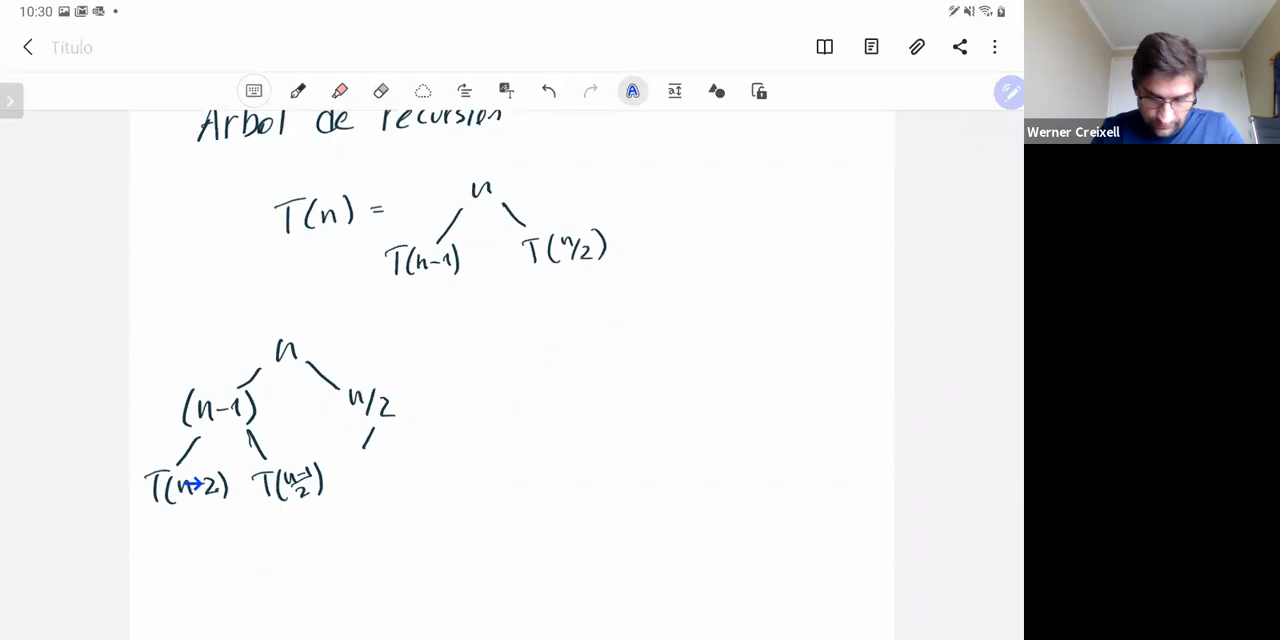 10:30
Título
Werner Creixell
Arbol de recursion
n
T(n) =
T(n-1) T(n/2)
n
(n-1) n/2
T(n-2) T(n-1/2)